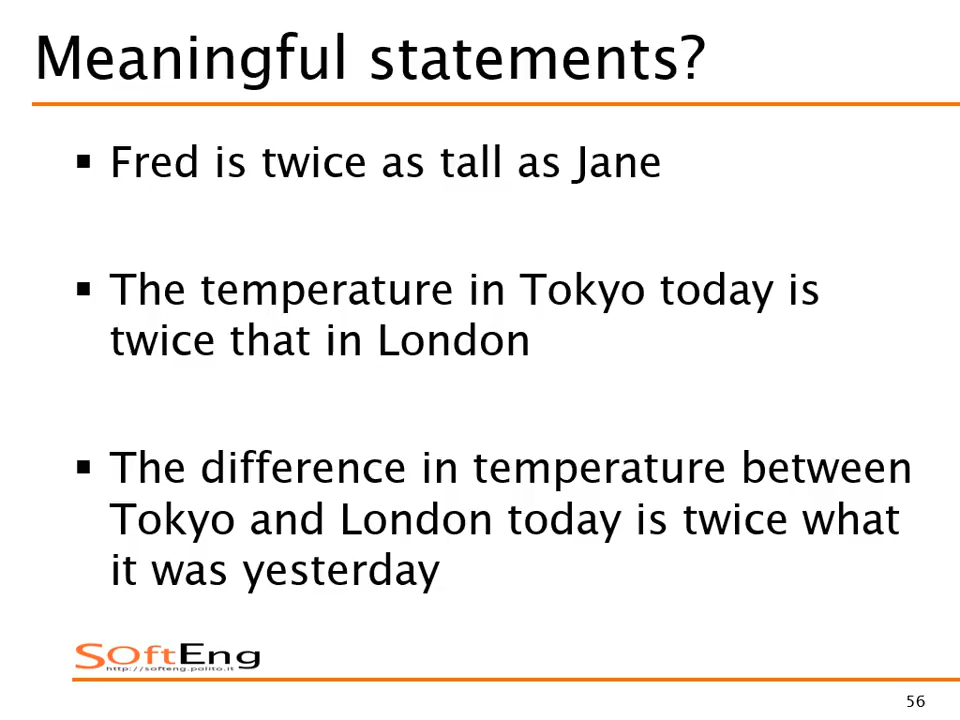 Meaningful statements?
▪ Fred is twice as tall as Jane
▪ The temperature in Tokyo today is
twice that in London
▪ The difference in temperature between
Tokyo and London today is twice what
it was yesterday
SOftEng
http://softeng.polito.it
56